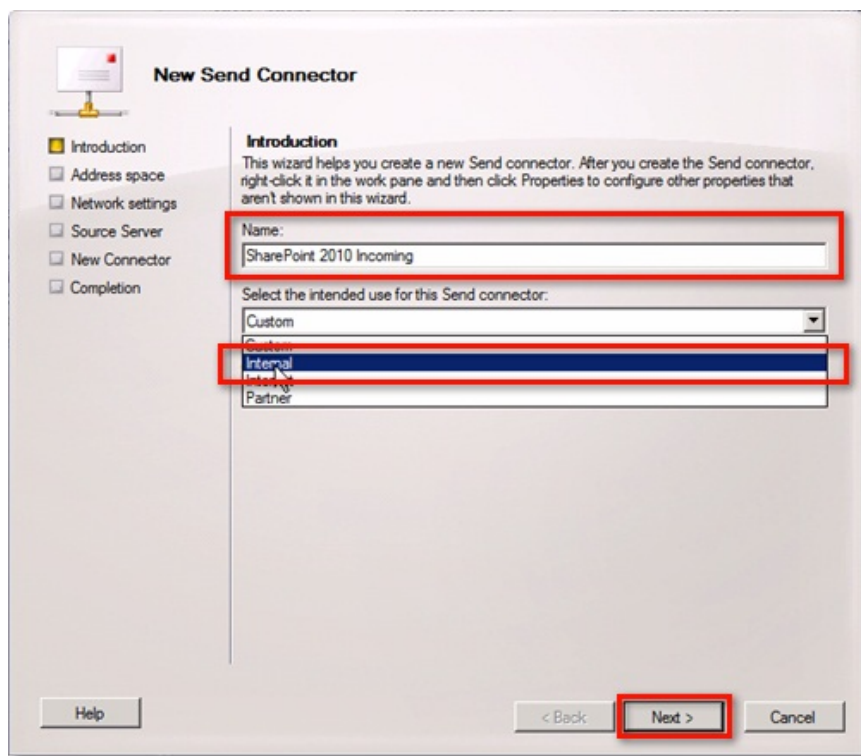 New Send Connector
Introduction
Address space
Network settings
Source Server
New Connector
Completion
Introduction
This wizard helps you create a new Send connector. After you create the Send connector,
right-click it in the work pane and then click Properties to configure other properties that
aren't shown in this wizard.
Name:
SharePoint 2010 Incoming
Select the intended use for this Send connector:
Custom
Custom
Internal
Partner
Help
< Back
Next >
Cancel